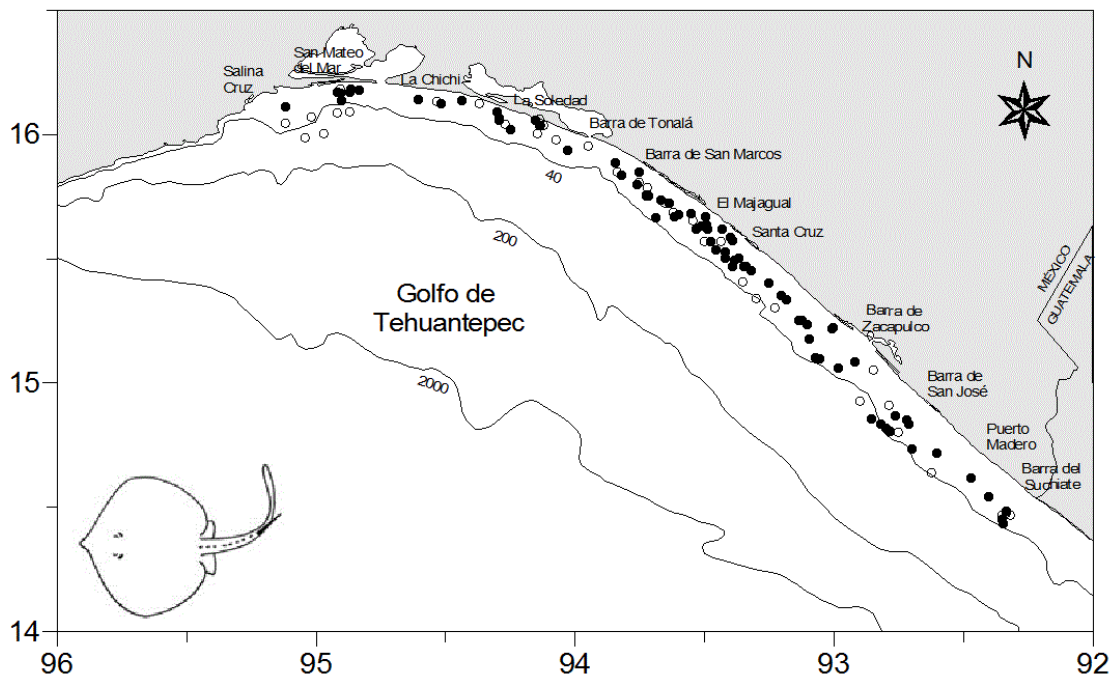 San Mateo
del Mar
Salina
Cruz
La Chichi
N
La Soledad
Barra de Tonalá
16
Barra de San Marcos
40
El Majagual
200
Santa Cruz
MÉXICO
GUATEMALA
Golfo de
Tehuantepec
Barra de
Zacapulco
15
2000
Barra de
San José
Puerto
Madero
Barra del
Suchiate
14
96
95
94
93
92